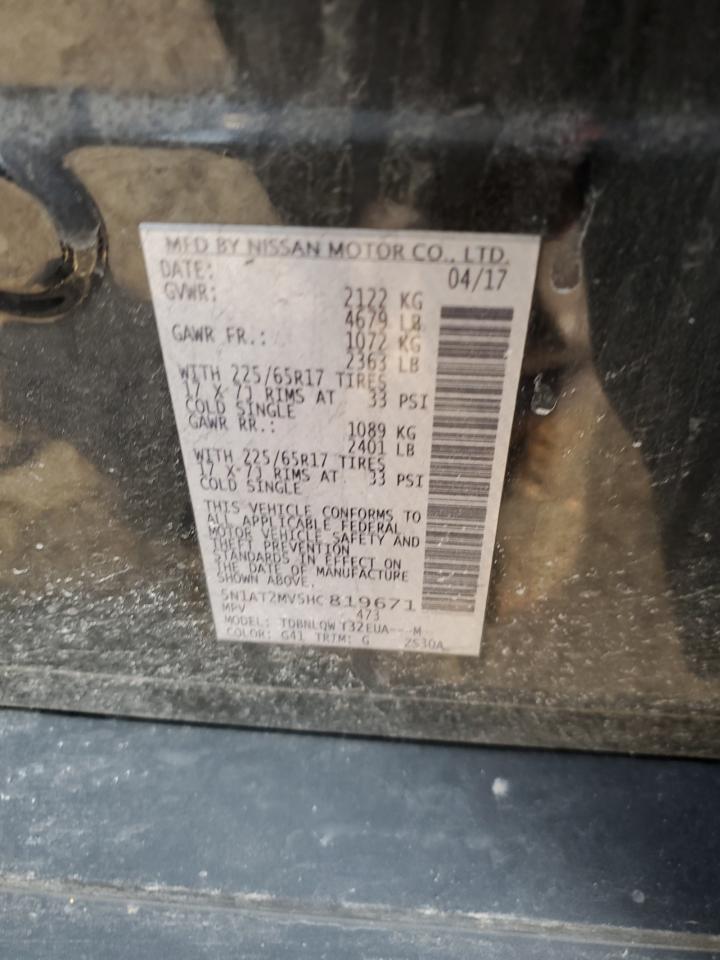 MFD BY NISSAN MOTOR CO., LTD.
DATE: 04/17
GVWR: 2122 KG
4679 LB
GAWR FR.: 1072 KG
2363 LB
WITH 225/65R17 TIRES
17 X 7J RIMS AT 33 PSI
COLD SINGLE
GAWR RR.: 1089 KG
2401 LB
WITH 225/65R17 TIRES
17 X 7J RIMS AT 33 PSI
COLD SINGLE
THIS VEHICLE CONFORMS TO
ALL APPLICABLE FEDERAL
MOTOR VEHICLE SAFETY AND
THEFT PREVENTION
STANDARDS IN EFFECT ON
THE DATE OF MANUFACTURE
SHOWN ABOVE.
5N1AT2MV5HC819671
MPV 473
MODEL: TDBNLQW T32EUA---M
COLOR: G41 TRIM: G 2S30A